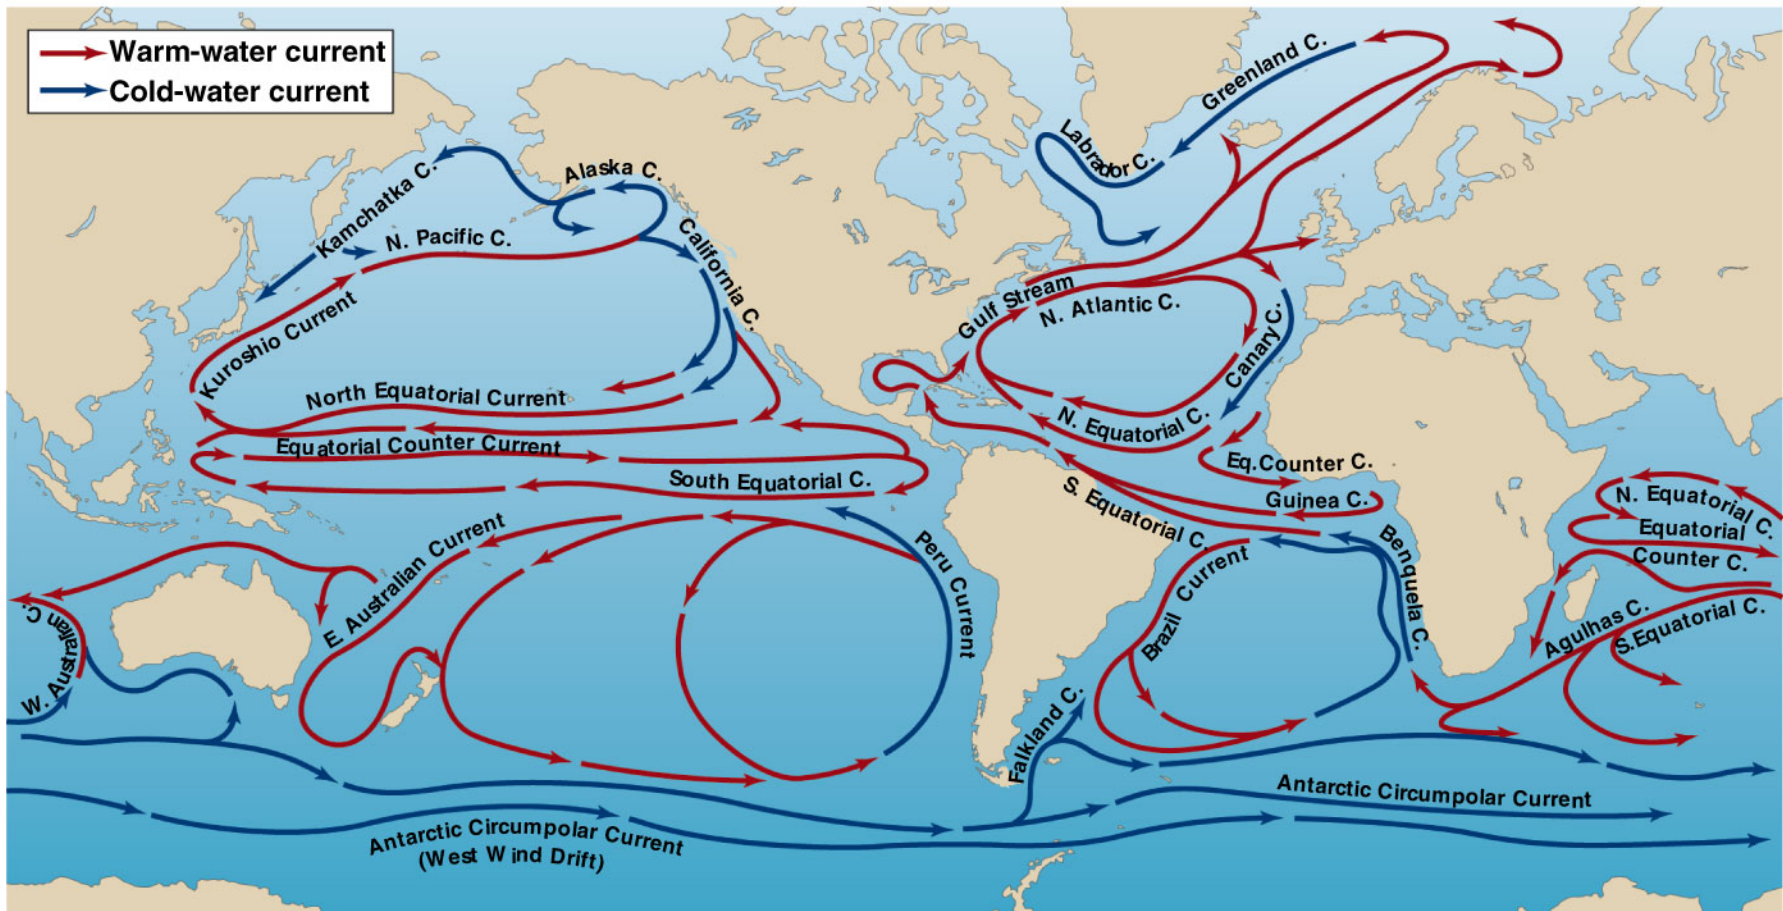 Warm-water current
Cold-water current
Greenland C.
Labrador C.
Alaska C.
Kamchatka C.
N. Pacific C.
California C.
Kuroshio Current
Gulf Stream
N. Atlantic C.
Canary C.
North Equatorial Current
N. Equatorial C.
Equatorial Counter Current
Eq.Counter C.
South Equatorial C.
Guinea C.
S. Equatorial C.
N. Equatorial C.
Equatorial
Counter C.
E. Australian Current
Peru Current
Brazil Current
Benquela C.
Agulhas C.
S.Equatorial C.
W. Australian C.
Falkland C.
Antarctic Circumpolar Current
Antarctic Circumpolar Current
(West Wind Drift)